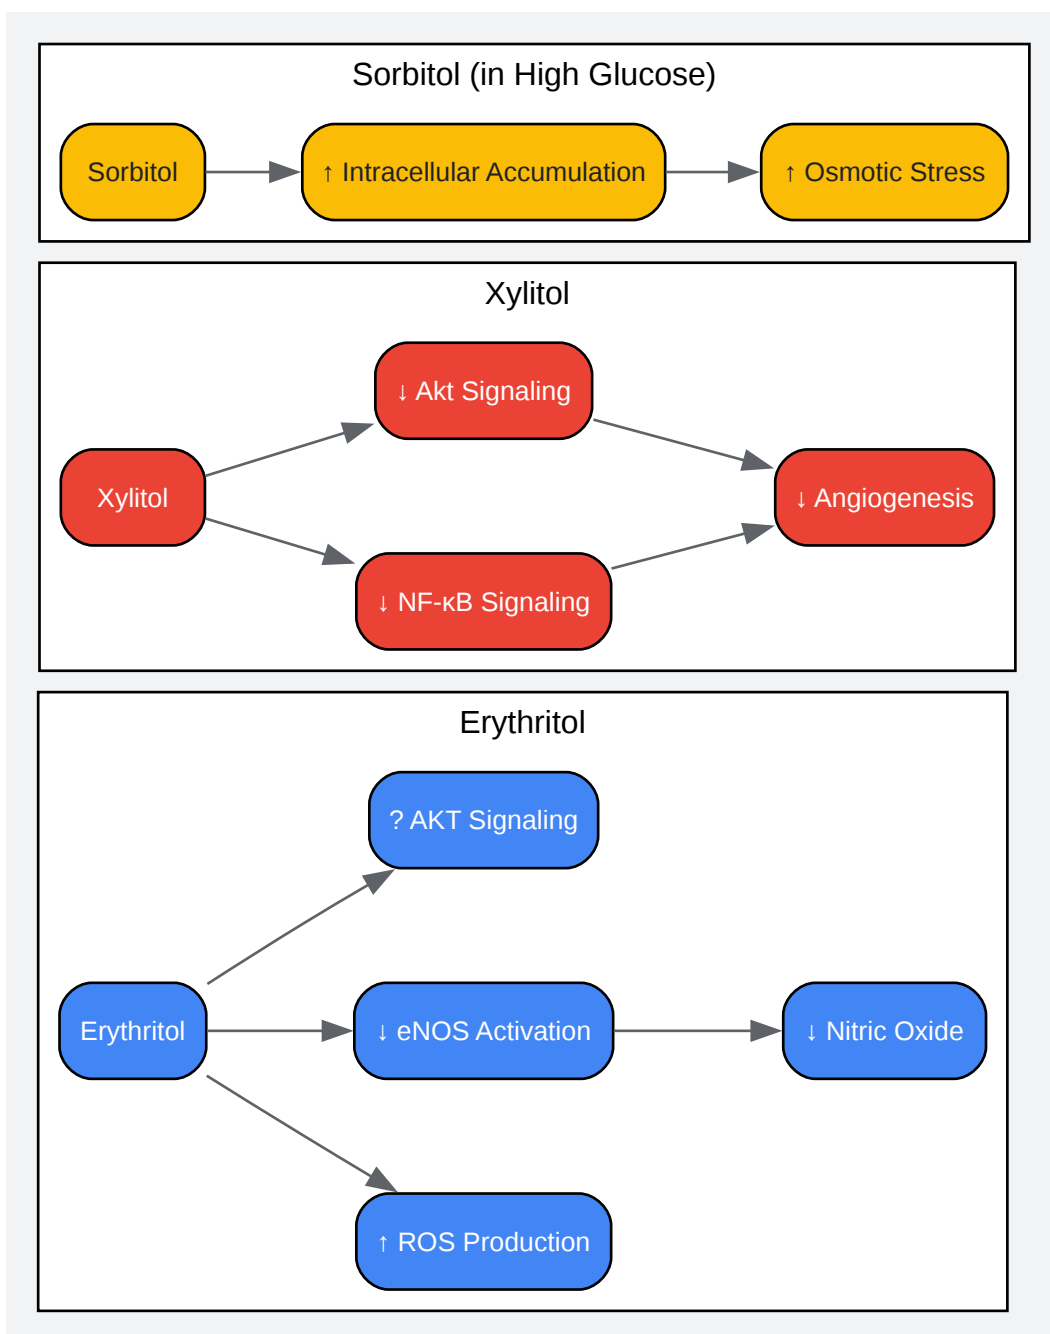 Sorbitol (in High Glucose)
Sorbitol
↑ Intracellular Accumulation
↑ Osmotic Stress
Xylitol
↓ Akt Signaling
Xylitol
↓ Angiogenesis
↓ NF-κB Signaling
Erythritol
? AKT Signaling
Erythritol
↓ eNOS Activation
↓ Nitric Oxide
↑ ROS Production